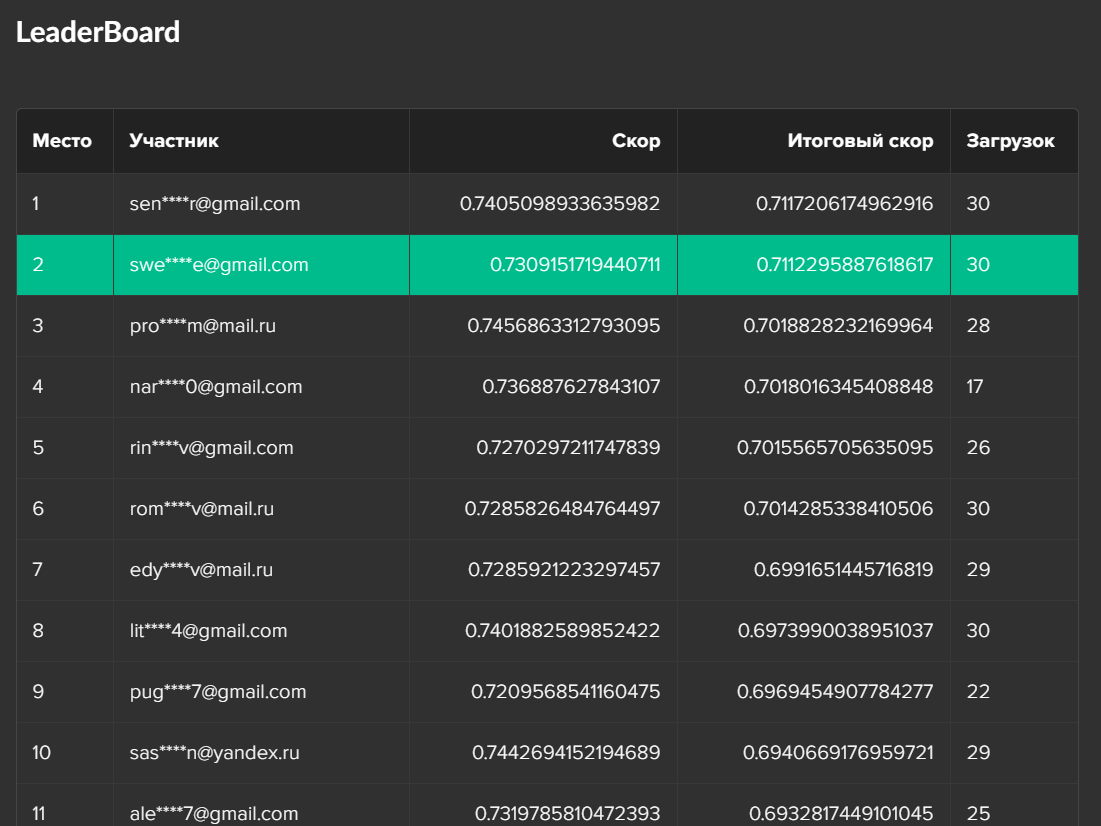 LeaderBoard
Место Участник Скор Итоговый скор Загрузок
1 sen****r@gmail.com 0.7405098933635982 0.7117206174962916 30
2 swe****e@gmail.com 0.7309151719440711 0.7112295887618617 30
3 pro****m@mail.ru 0.7456863312793095 0.7018828232169964 28
4 nar****0@gmail.com 0.736887627843107 0.7018016345408848 17
5 rin****v@gmail.com 0.7270297211747839 0.7015565705635095 26
6 rom****v@mail.ru 0.7285826484764497 0.7014285338410506 30
7 edy****v@mail.ru 0.7285921223297457 0.6991651445716819 29
8 lit****4@gmail.com 0.7401882589852422 0.6973990038951037 30
9 pug****7@gmail.com 0.7209568541160475 0.6969454907784277 22
10 sas****n@yandex.ru 0.7442694152194689 0.6940669176959721 29
11 ale****7@gmail.com 0.7319785810472393 0.6932817449101045 25